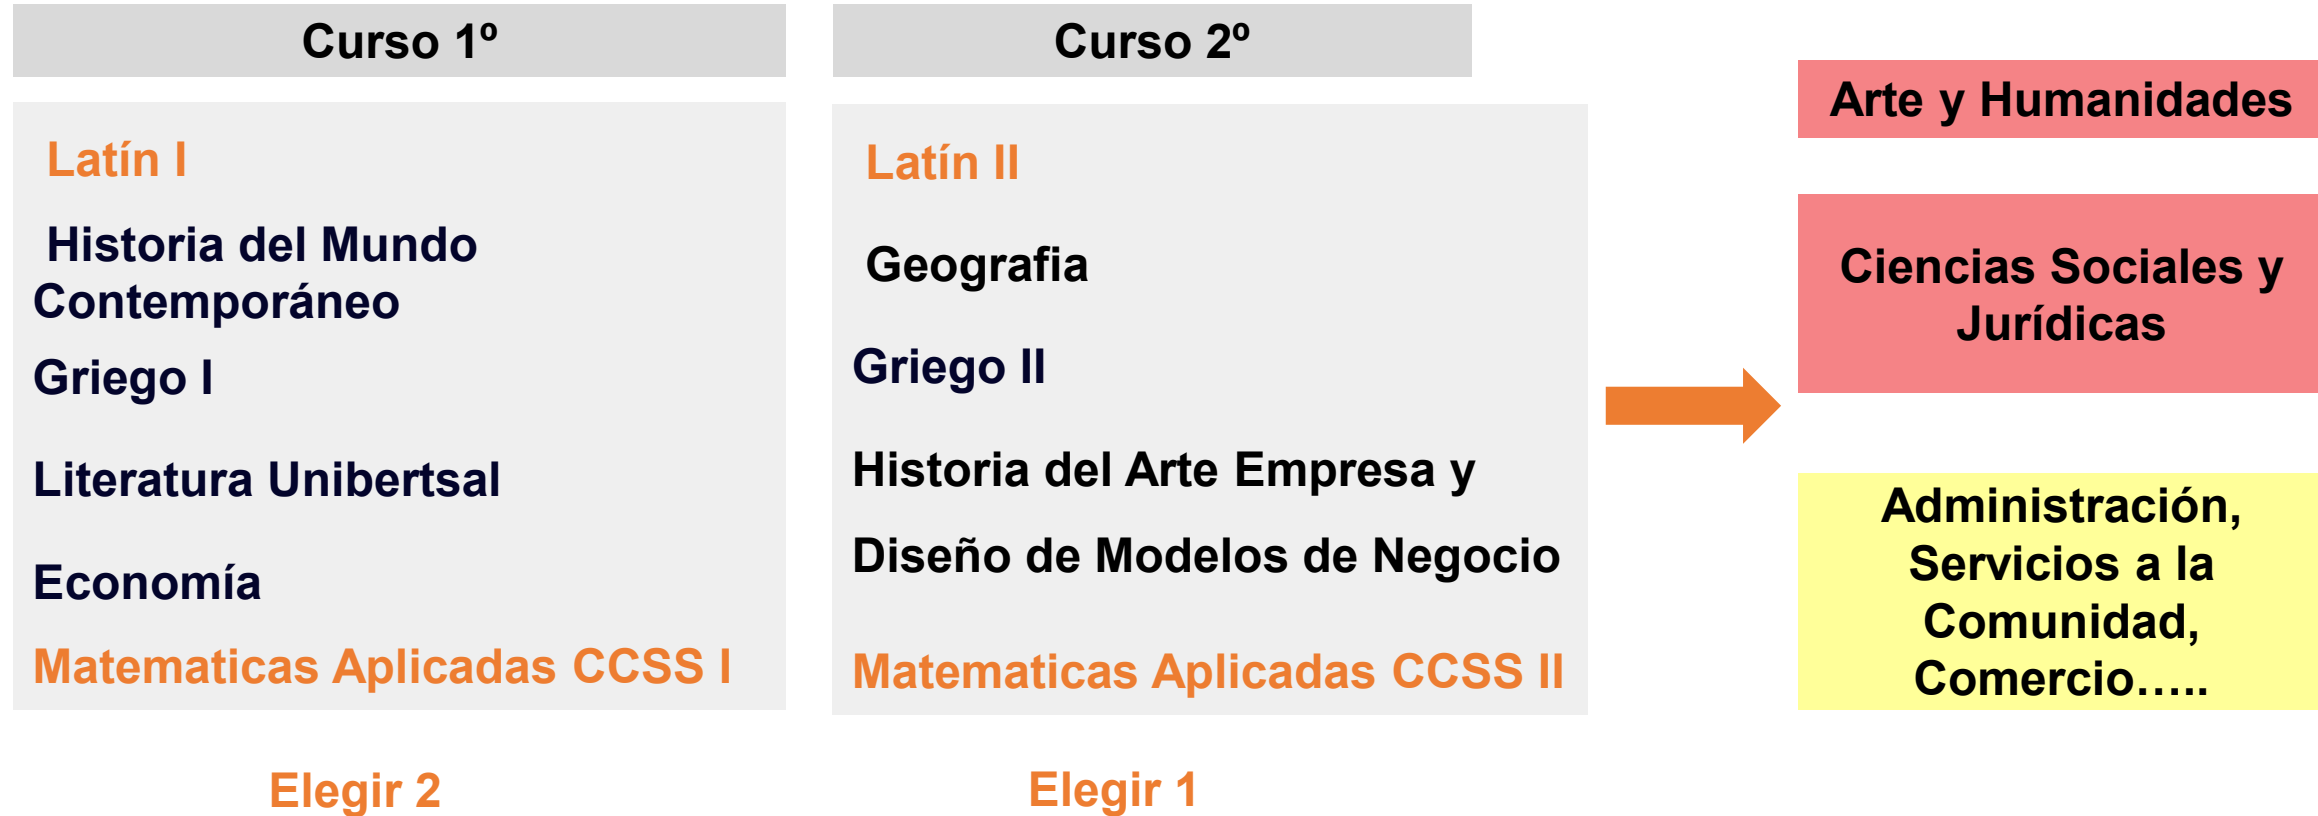 Curso 1º
Latín I
Historia del Mundo
Contemporáneo
Griego I
Literatura Unibertsal
Economía
Matematicas Aplicadas CCSS I
Elegir 2
Curso 2º
Latín II
Geografia
Griego II
Historia del Arte Empresa y
Diseño de Modelos de Negocio
Matematicas Aplicadas CCSS II
Elegir 1
Arte y Humanidades
Ciencias Sociales y
Jurídicas
Administración,
Servicios a la
Comunidad,
Comercio…..